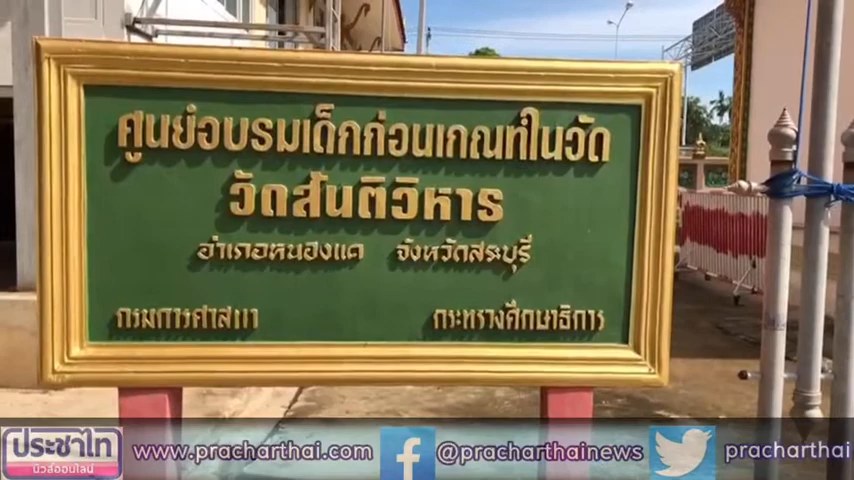 ศูนย์อบรมเด็กก่อนเกณฑ์ในวัด
วัดสันติวิหาร
อำเภอหนองแค จังหวัดสระบุรี
กรมการศาสนา กระทรวงศึกษาธิการ
ประชาไท
นิวส์ออนไลน์
www.pracharthai.com @pracharthainews pracharthai